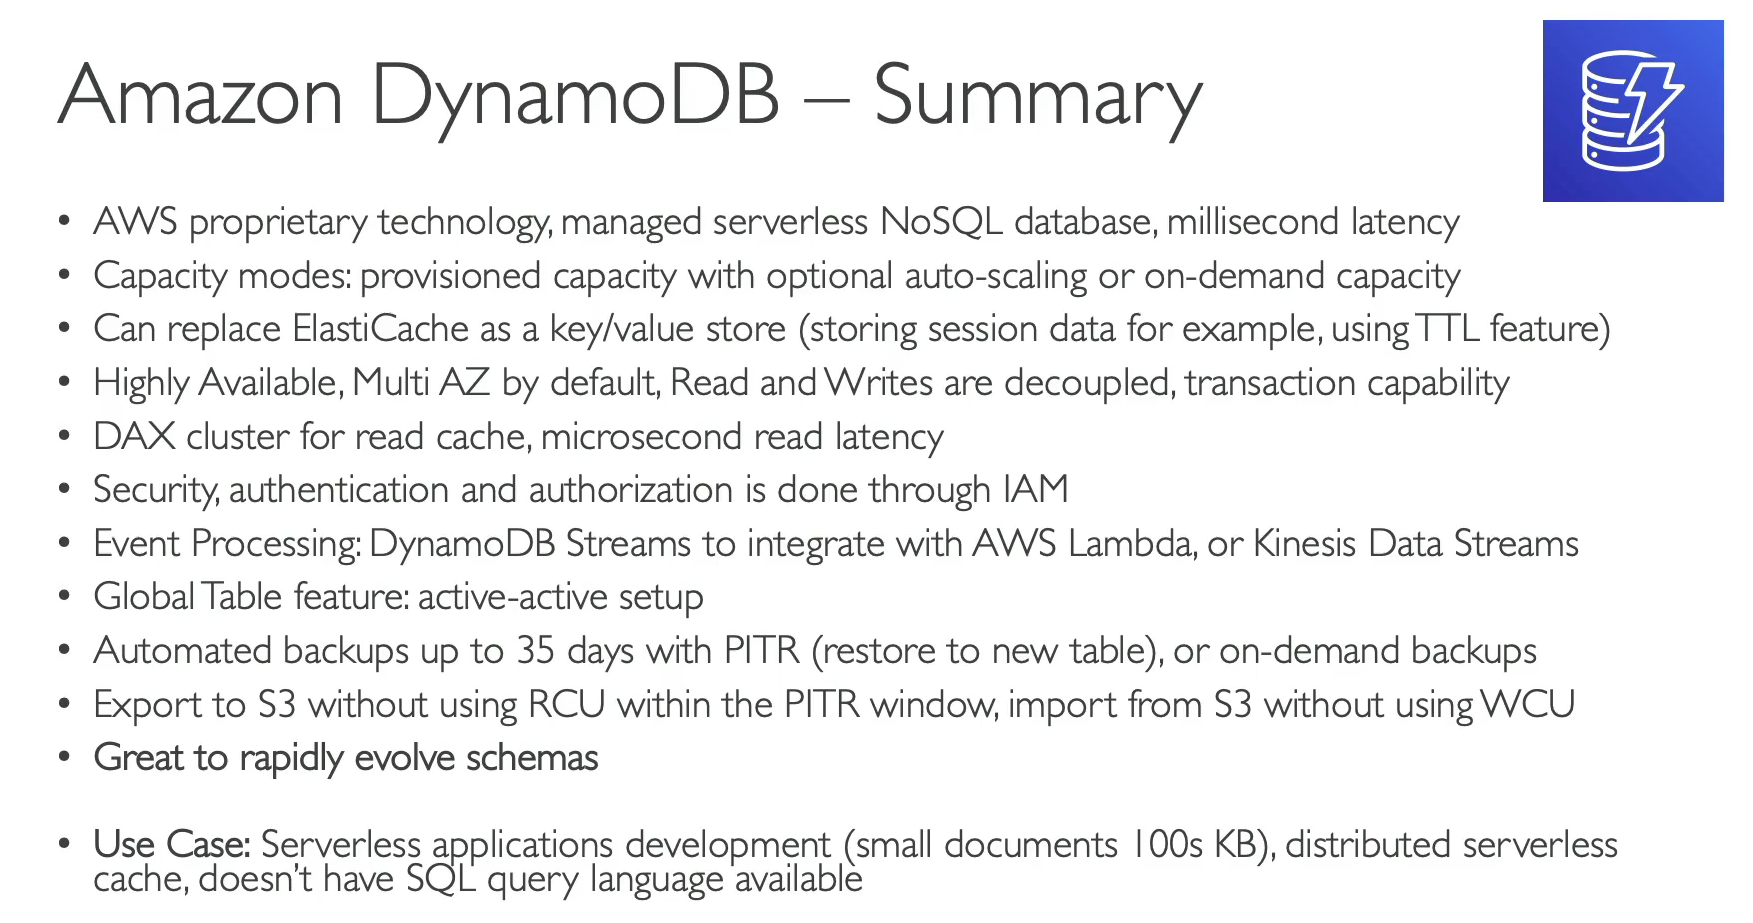 Amazon DynamoDB – Summary
• AWS proprietary technology, managed serverless NoSQL database, millisecond latency
• Capacity modes: provisioned capacity with optional auto-scaling or on-demand capacity
• Can replace ElastiCache as a key/value store (storing session data for example, using TTL feature)
• Highly Available, Multi AZ by default, Read and Writes are decoupled, transaction capability
• DAX cluster for read cache, microsecond read latency
• Security, authentication and authorization is done through IAM
• Event Processing: DynamoDB Streams to integrate with AWS Lambda, or Kinesis Data Streams
• Global Table feature: active-active setup
• Automated backups up to 35 days with PITR (restore to new table), or on-demand backups
• Export to S3 without using RCU within the PITR window, import from S3 without using WCU
• Great to rapidly evolve schemas
• Use Case: Serverless applications development (small documents 100s KB), distributed serverless
cache, doesn't have SQL query language available